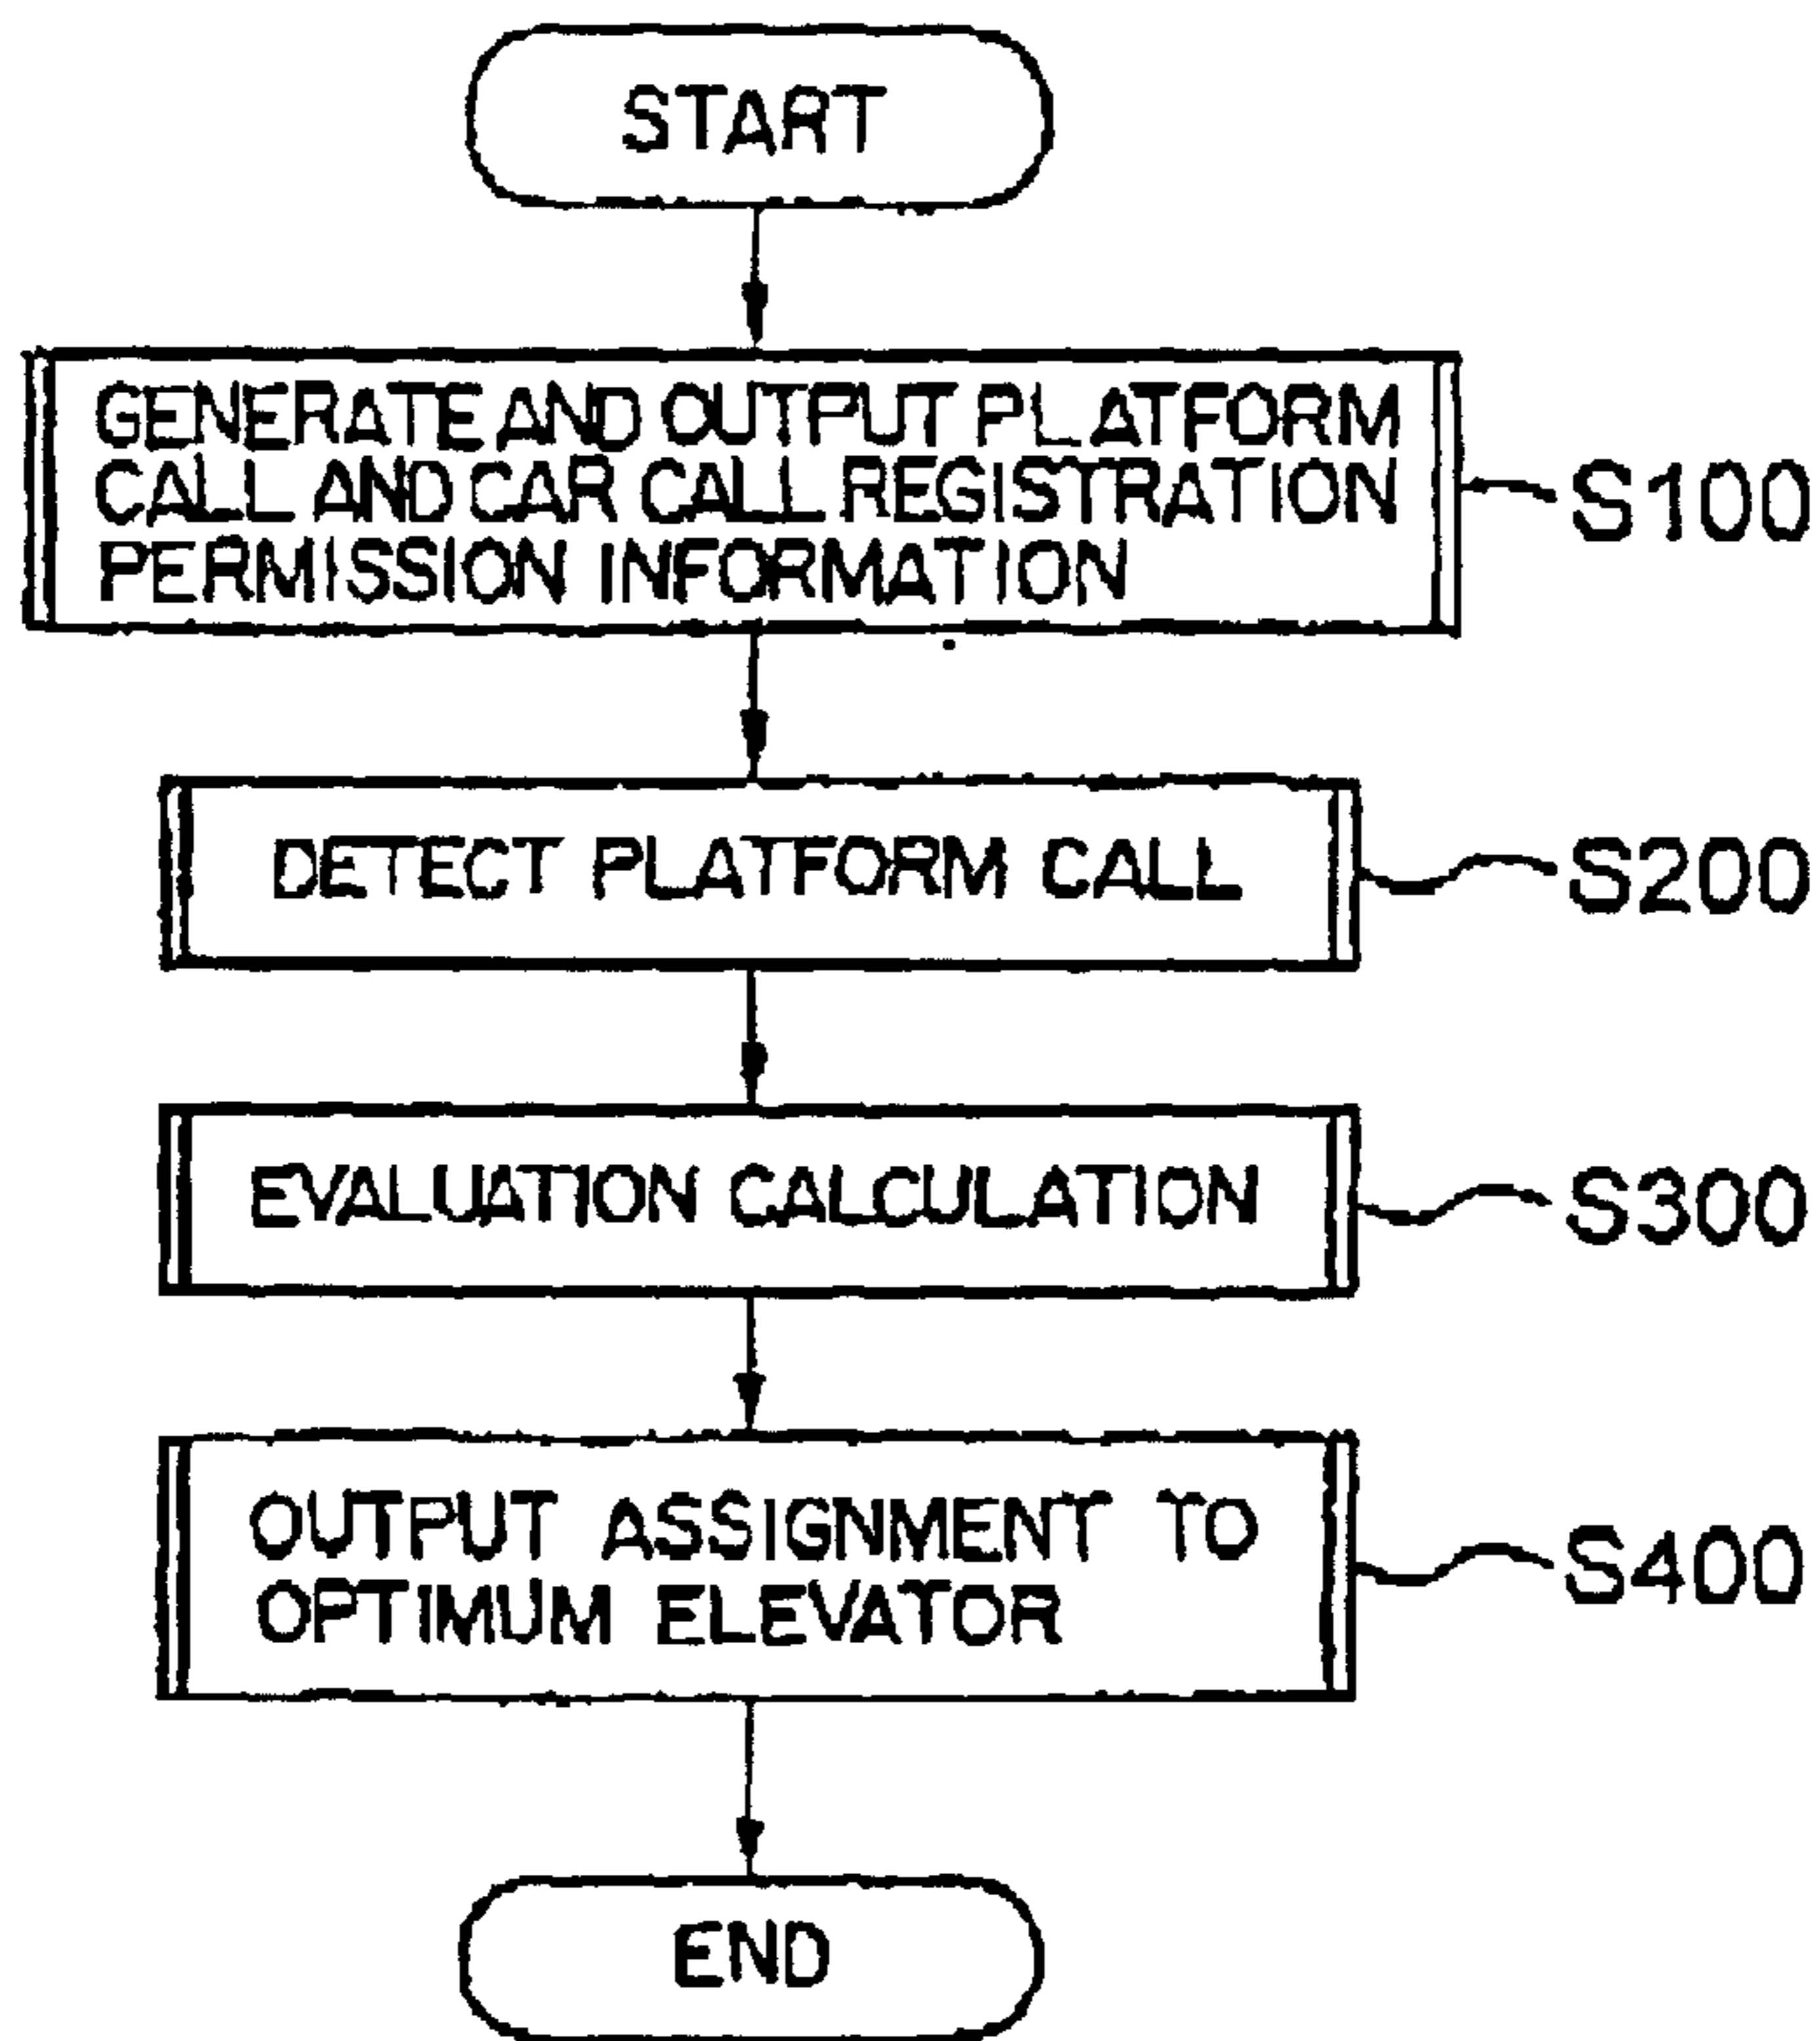 START
GENERATE AND OUTPUT PLATFORM
CALL AND CAR CALL REGISTRATION
PERMISSION INFORMATION
S100
DETECT PLATFORM CALL
S200
EVALUATION CALCULATION
S300
OUTPUT ASSIGNMENT TO
OPTIMUM ELEVATOR
S400
END